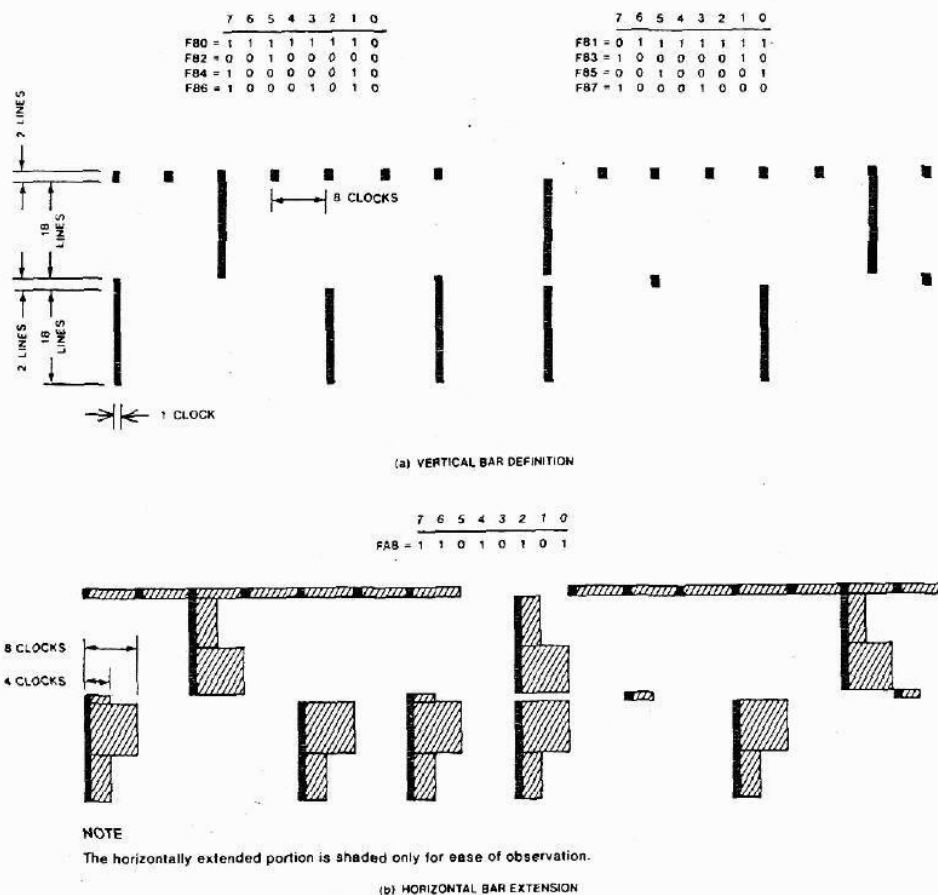 7 6 5 4 3 2 1 0
F80 = 1 1 1 1 1 1 1 0
F82 = 0 0 1 0 0 0 0 0
F84 = 1 0 0 0 0 0 1 0
F86 = 1 0 0 0 1 0 1 0
7 6 5 4 3 2 1 0
F81 = 0 1 1 1 1 1 1 1
F83 = 1 0 0 0 0 0 1 0
F85 = 0 0 1 0 0 0 0 1
F87 = 1 0 0 0 1 0 0 0
2 LINES
8 CLOCKS
18 LINES
2 LINES
18 LINES
1 CLOCK
(a) VERTICAL BAR DEFINITION
7 6 5 4 3 2 1 0
FAB = 1 1 0 1 0 1 0 1
8 CLOCKS
4 CLOCKS
NOTE
The horizontally extended portion is shaded only for ease of observation.
(b) HORIZONTAL BAR EXTENSION